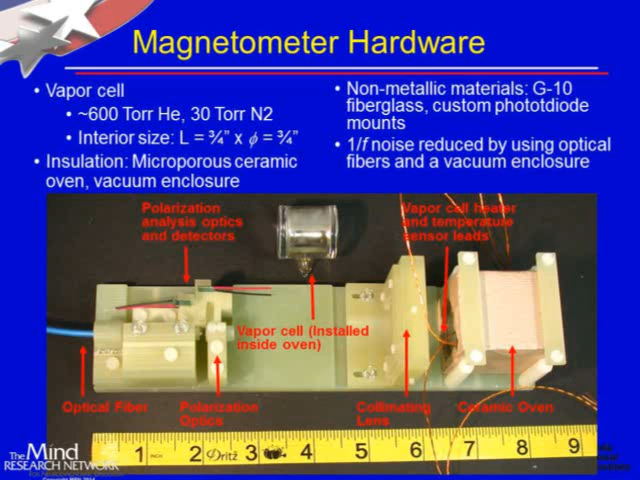 Magnetometer Hardware
• Vapor cell
• ~600 Torr He, 30 Torr N2
• Interior size: L = ¾” x ϕ = ¾”
• Insulation: Microporous ceramic
oven, vacuum enclosure
• Non-metallic materials: G-10
fiberglass, custom phototdiode
mounts
• 1/f noise reduced by using optical
fibers and a vacuum enclosure
Polarization
analysis optics
and detectors
Vapor cell heater
and temperature
sensor leads
Vapor cell (Installed
inside oven)
Optical Fiber
Polarization
Optics
Collimating
Lens
Ceramic Oven
1 INCH 2 Dritz 3 4 5 6 7 8 9
The Mind
RESEARCH NETWORK